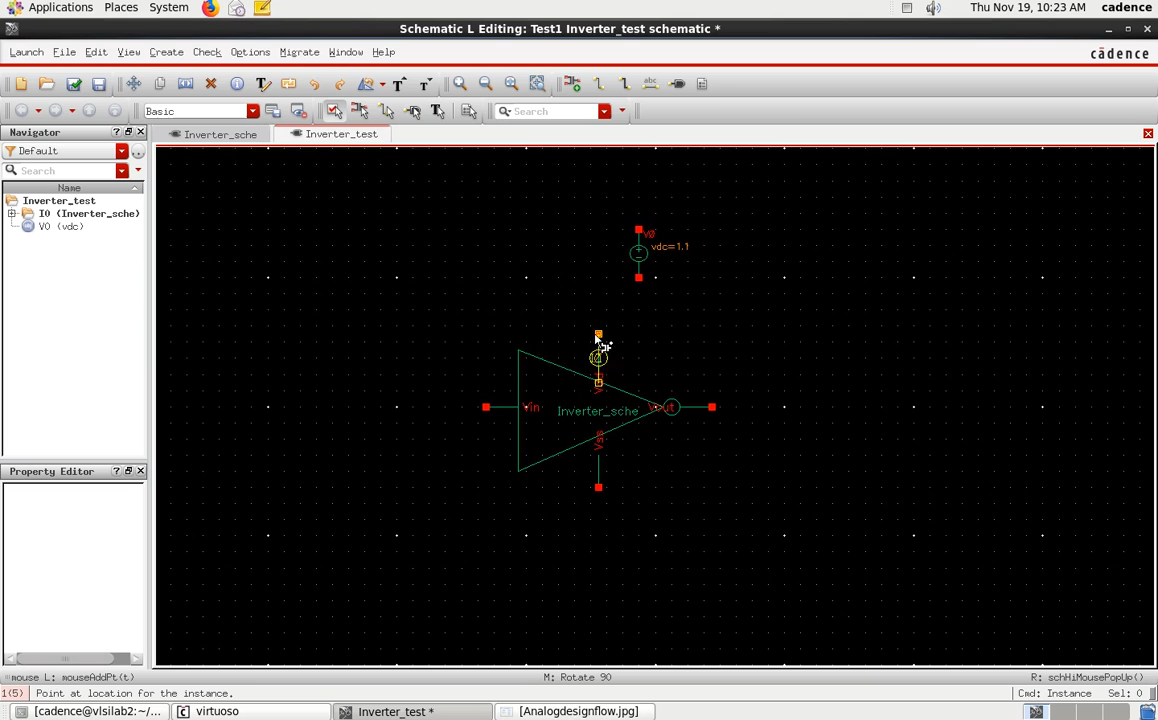 Applications Places System Thu Nov 19, 10:23 AM cadence
Schematic L Editing: Test1 Inverter_test schematic *
Launch File Edit View Create Check Options Migrate Window Help cādence
Basic Search
Navigator Inverter_sche Inverter_test
Default
Search
Name
Inverter_test
I0 (Inverter_sche)
V0 (vdc)
V0
vdc=1.1
Vin Inverter_sche Vout
Vss
Property Editor
mouse L: mouseAddPt(t) M: Rotate 90 R: schHiMousePopUp()
1(5) Point at location for the instance. Cmd: Instance Sel: 0
[cadence@vlsilab2:~/... virtuoso Inverter_test * [Analogdesignflow.jpg]